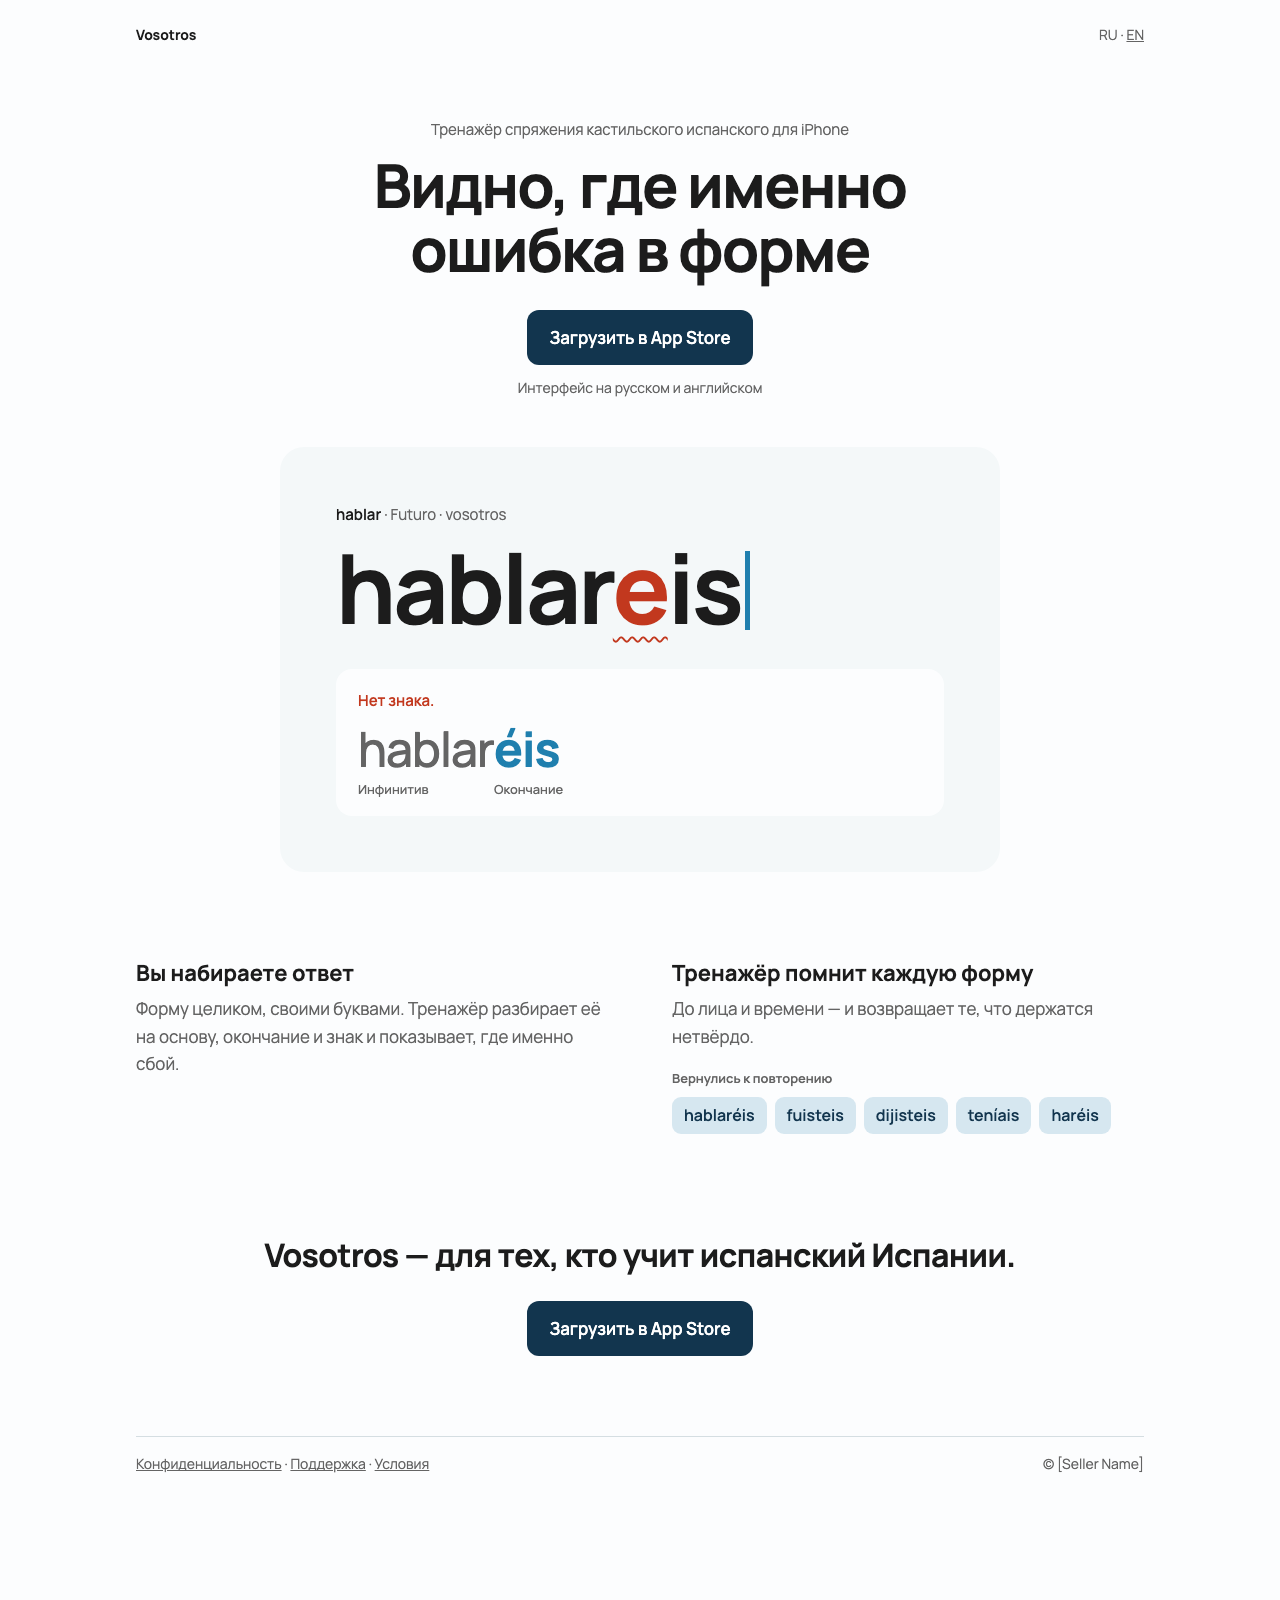 Vosotros
RU · EN
Тренажёр спряжения кастильского испанского для iPhone
Видно, где именно
ошибка в форме
Загрузить в App Store
Интерфейс на русском и английском
hablar · Futuro · vosotros
hablareis
Нет знака.
hablaréis
Инфинитив Окончание
Вы набираете ответ
Форму целиком, своими буквами. Тренажёр разбирает её
на основу, окончание и знак и показывает, где именно
сбой.
Тренажёр помнит каждую форму
До лица и времени — и возвращает те, что держатся
нетвёрдо.
Вернулись к повторению
hablaréis fuisteis dijisteis teníais haréis
Vosotros — для тех, кто учит испанский Испании.
Загрузить в App Store
Конфиденциальность · Поддержка · Условия
© [Seller Name]